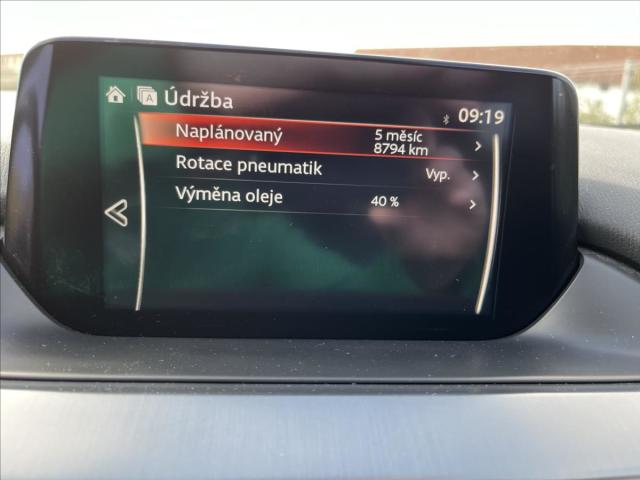 A Údržba
09:19
Naplánovaný 5 měsíc
8794 km
Rotace pneumatik Vyp.
Výměna oleje 40 %